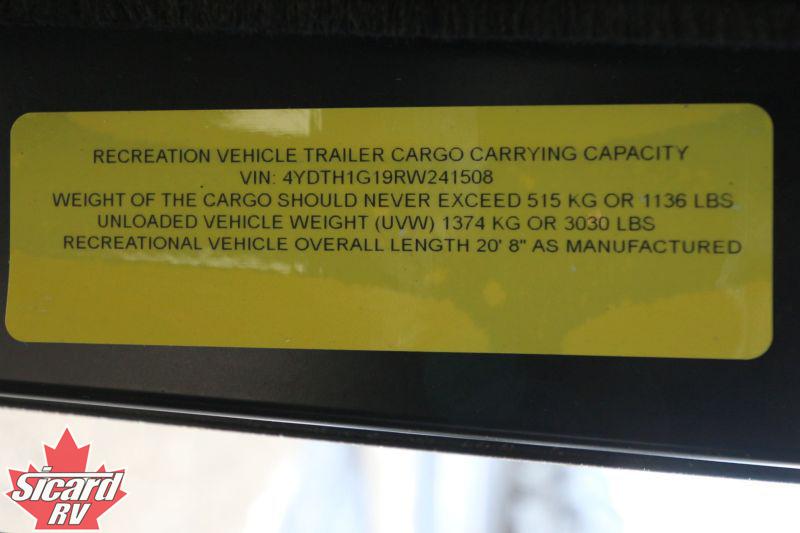 RECREATION VEHICLE TRAILER CARGO CARRYING CAPACITY
VIN: 4YDTH1G19RW241508
WEIGHT OF THE CARGO SHOULD NEVER EXCEED 515 KG OR 1136 LBS
UNLOADED VEHICLE WEIGHT (UVW) 1374 KG OR 3030 LBS
RECREATIONAL VEHICLE OVERALL LENGTH 20' 8" AS MANUFACTURED
Sicard
RV